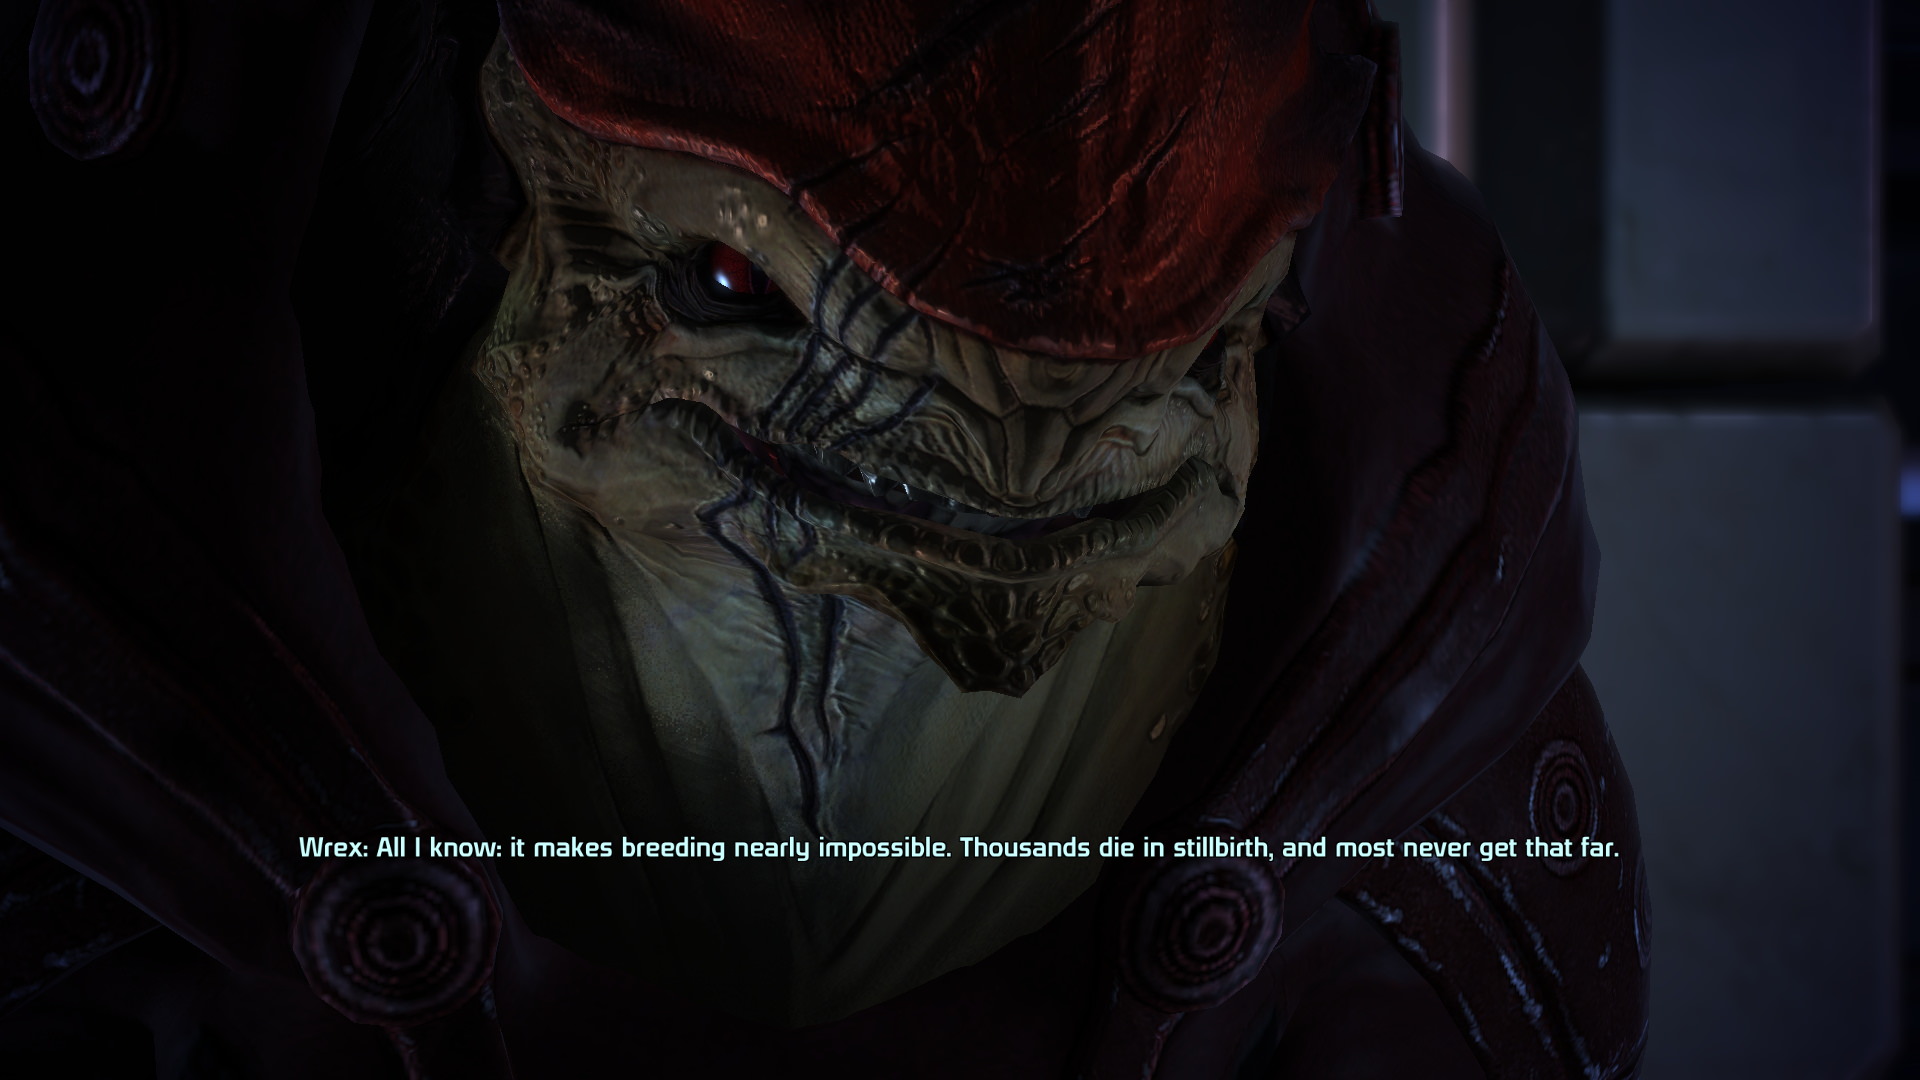 Wrex: All I know: it makes breeding nearly impossible. Thousands die in stillbirth, and most never get that far.